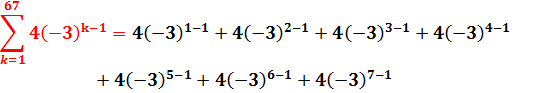 67
∑ 4(−3)^{k−1} = 4(−3)^{1−1} + 4(−3)^{2−1} + 4(−3)^{3−1} + 4(−3)^{4−1}
k=1
+ 4(−3)^{5−1} + 4(−3)^{6−1} + 4(−3)^{7−1}